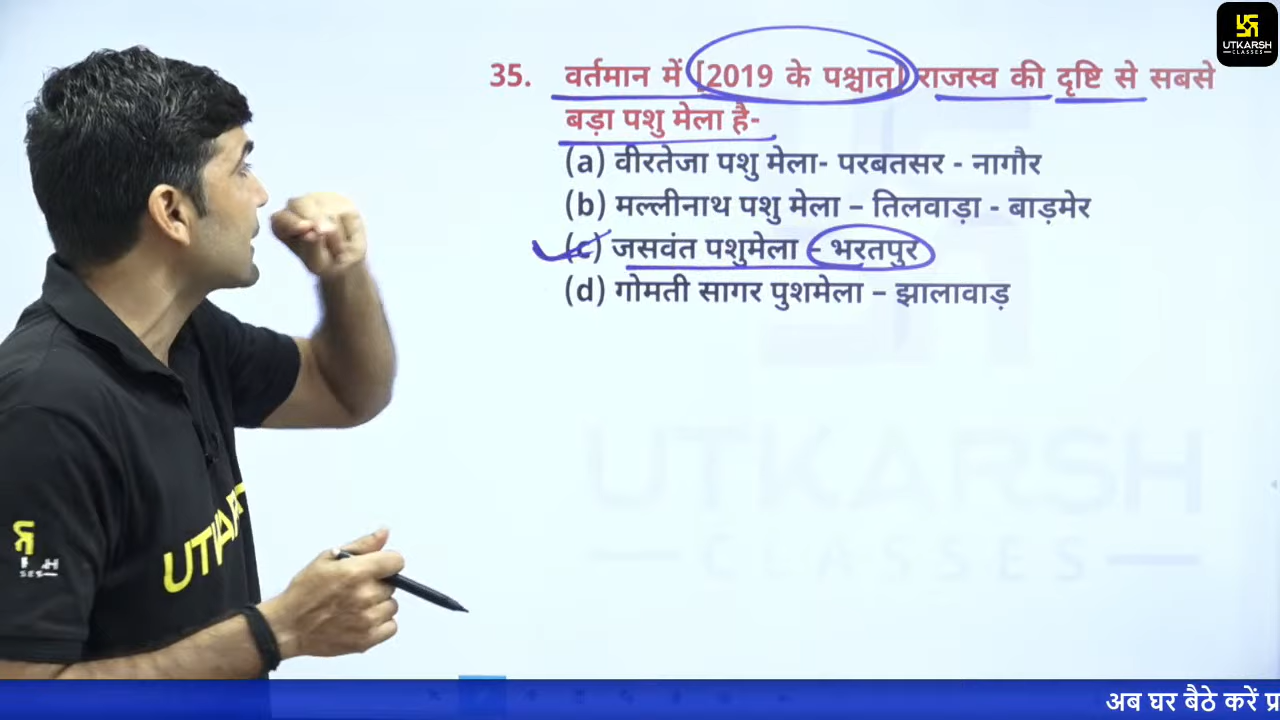 UTKARSH
CLASSES
35. वर्तमान में [2019 के पश्चात] राजस्व की दृष्टि से सबसे
बड़ा पशु मेला है-
(a) वीरतेजा पशु मेला- परबतसर - नागौर
(b) मल्लीनाथ पशु मेला – तिलवाड़ा - बाड़मेर
(c) जसवंत पशुमेला - भरतपुर
(d) गोमती सागर पुशमेला – झालावाड़
UTKARSH
CLASSES
UTKAR
अब घर बैठे करें प्र